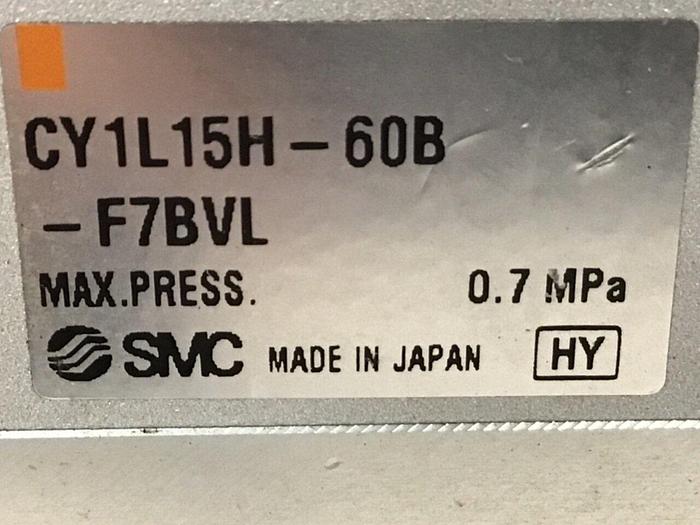 CY1L15H-60B
-F7BVL
MAX.PRESS. 0.7 MPa
SMC MADE IN JAPAN HY